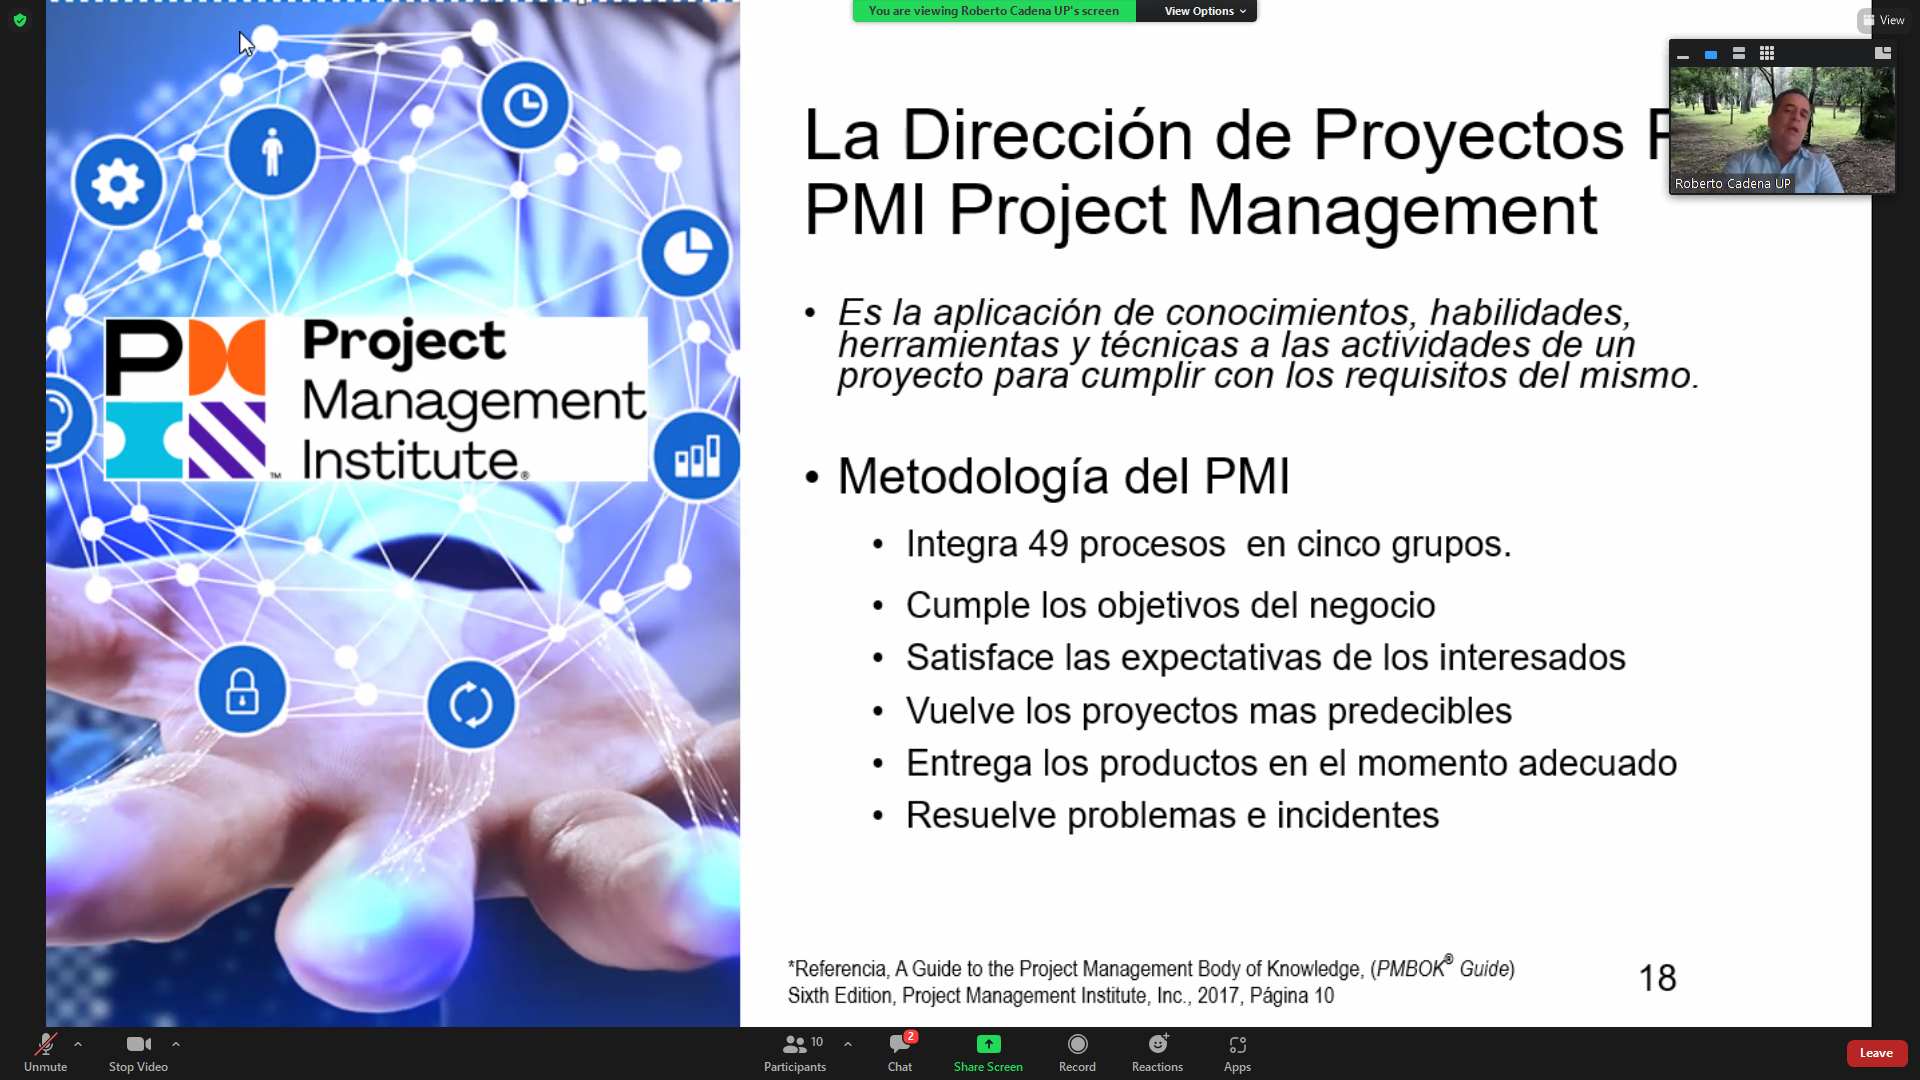 You are viewing Roberto Cadena UP's screen
View Options
View
Roberto Cadena UP
La Dirección de Proyectos
PMI Project Management
PM
Project
Management
Institute®
™
• Es la aplicación de conocimientos, habilidades,
herramientas y técnicas a las actividades de un
proyecto para cumplir con los requisitos del mismo.
• Metodología del PMI
• Integra 49 procesos en cinco grupos.
• Cumple los objetivos del negocio
• Satisface las expectativas de los interesados
• Vuelve los proyectos mas predecibles
• Entrega los productos en el momento adecuado
• Resuelve problemas e incidentes
*Referencia, A Guide to the Project Management Body of Knowledge, (PMBOK® Guide)
Sixth Edition, Project Management Institute, Inc., 2017, Página 10
18
Unmute
Stop Video
10
Participants
2
Chat
Share Screen
Record
Reactions
Apps
Leave